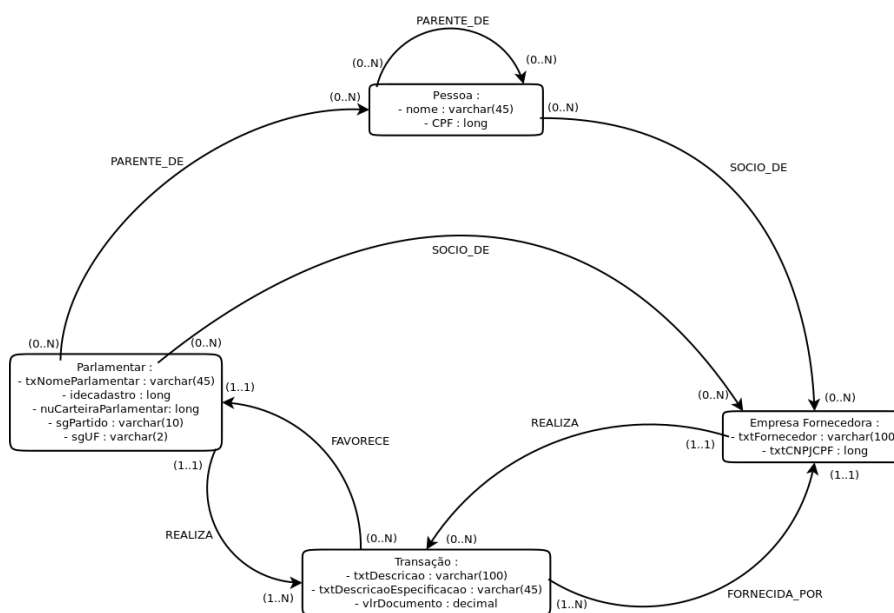 PARENTE_DE
(0..N)
(0..N)
(0..N)
Pessoa :
- nome : varchar(45)
- CPF : long
(0..N)
PARENTE_DE
SOCIO_DE
SOCIO_DE
(0..N)
(0..N)
Parlamentar :
- txNomeParlamentar : varchar(45)
- idecadastro : long
- nuCarteiraParlamentar: long
- sgPartido : varchar(10)
- sgUF : varchar(2)
(1..1)
(0..N)
(0..N)
Empresa Fornecedora :
- txtFornecedor : varchar(100
- txtCNPJCPF : long
REALIZA
FAVORECE
(1..1)
(1..1)
(1..1)
REALIZA
(0..N)
(0..N)
Transação :
- txtDescricao : varchar(100)
- txtDescricaoEspecificacao : varchar(45)
- vlrDocumento : decimal
(1..N)
(1..N)
FORNECIDA_POR